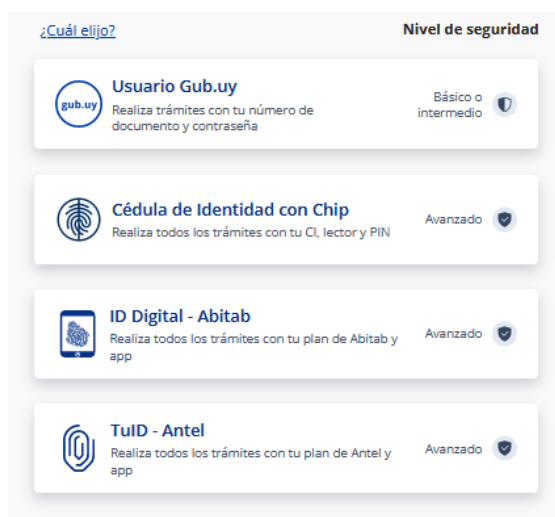 ¿Cuál elijo?
Nivel de seguridad
gub.uy
Usuario Gub.uy
Realiza trámites con tu número de
documento y contraseña
Básico o
intermedio
Cédula de Identidad con Chip
Realiza todos los trámites con tu CI, lector y PIN
Avanzado
ID Digital - Abitab
Realiza todos los trámites con tu plan de Abitab y
app
Avanzado
TuID - Antel
Realiza todos los trámites con tu plan de Antel y
app
Avanzado